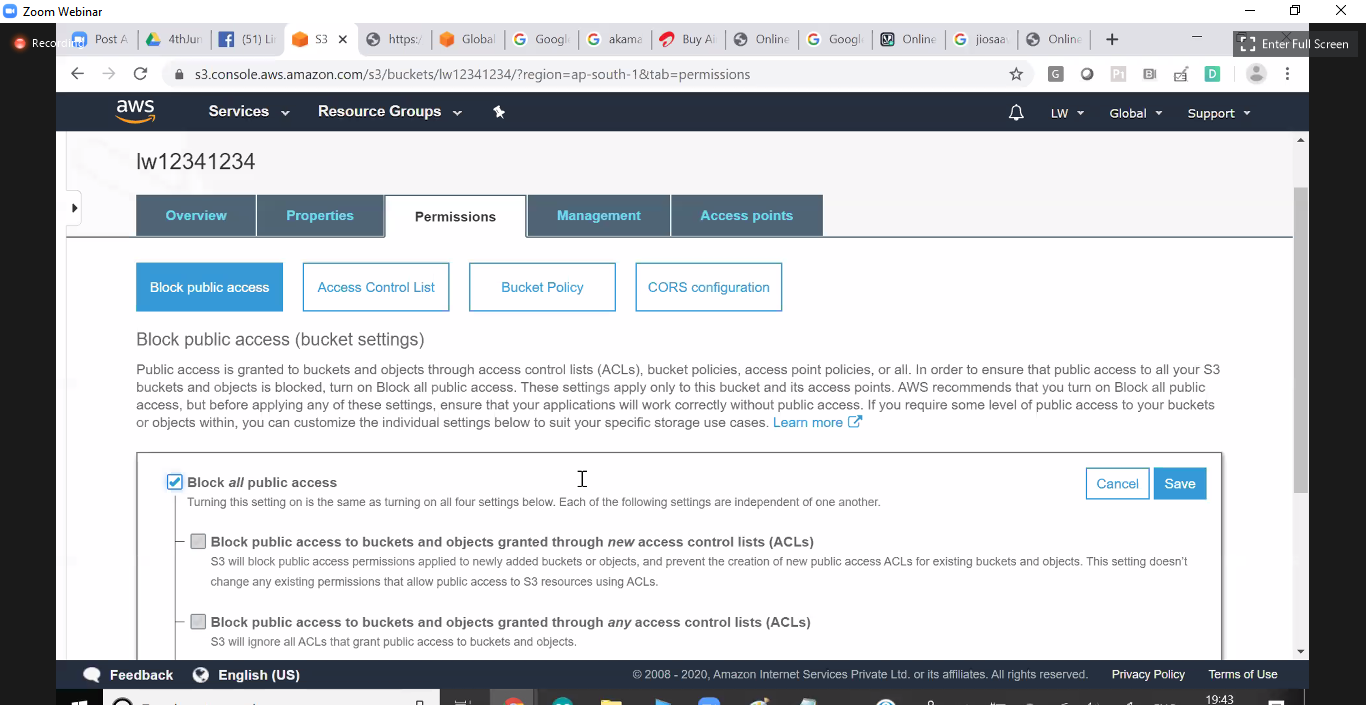 Zoom Webinar
Recording
Post A
4thJun
(51) Li
S3
https:/
Global
Googl
akama
Buy Ai
Online
Googl
Online
jiosaa
Online
Enter Full Screen
s3.console.aws.amazon.com/s3/buckets/lw12341234/?region=ap-south-1&tab=permissions
aws
Services
Resource Groups
LW
Global
Support
lw12341234
Overview
Properties
Permissions
Management
Access points
Block public access
Access Control List
Bucket Policy
CORS configuration
Block public access (bucket settings)
Public access is granted to buckets and objects through access control lists (ACLs), bucket policies, access point policies, or all. In order to ensure that public access to all your S3
buckets and objects is blocked, turn on Block all public access. These settings apply only to this bucket and its access points. AWS recommends that you turn on Block all public
access, but before applying any of these settings, ensure that your applications will work correctly without public access. If you require some level of public access to your buckets
or objects within, you can customize the individual settings below to suit your specific storage use cases. Learn more
Block all public access
Cancel
Save
Turning this setting on is the same as turning on all four settings below. Each of the following settings are independent of one another.
Block public access to buckets and objects granted through new access control lists (ACLs)
S3 will block public access permissions applied to newly added buckets or objects, and prevent the creation of new public access ACLs for existing buckets and objects. This setting doesn't
change any existing permissions that allow public access to S3 resources using ACLs.
Block public access to buckets and objects granted through any access control lists (ACLs)
S3 will ignore all ACLs that grant public access to buckets and objects.
Feedback
English (US)
© 2008 - 2020, Amazon Internet Services Private Ltd. or its affiliates. All rights reserved.
Privacy Policy
Terms of Use
19:43